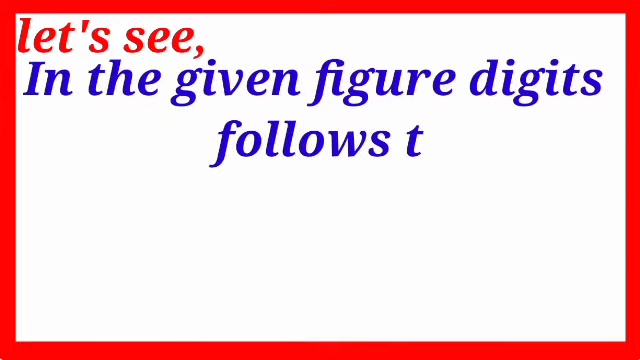 let's see,
In the given figure digits
follows t